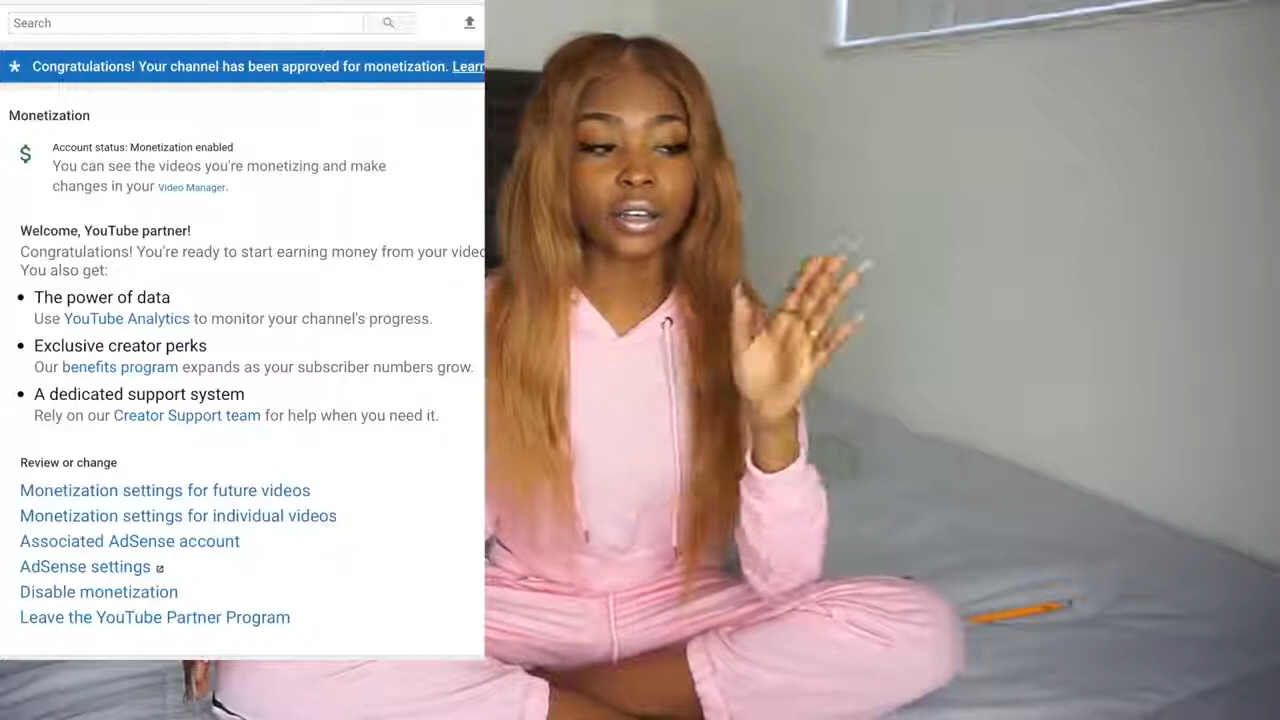 Search
Congratulations! Your channel has been approved for monetization. Learn
Monetization
$
Account status: Monetization enabled
You can see the videos you're monetizing and make
changes in your Video Manager.
Welcome, YouTube partner!
Congratulations! You're ready to start earning money from your video
You also get:
• The power of data
Use YouTube Analytics to monitor your channel's progress.
• Exclusive creator perks
Our benefits program expands as your subscriber numbers grow.
• A dedicated support system
Rely on our Creator Support team for help when you need it.
Review or change
Monetization settings for future videos
Monetization settings for individual videos
Associated AdSense account
AdSense settings
Disable monetization
Leave the YouTube Partner Program